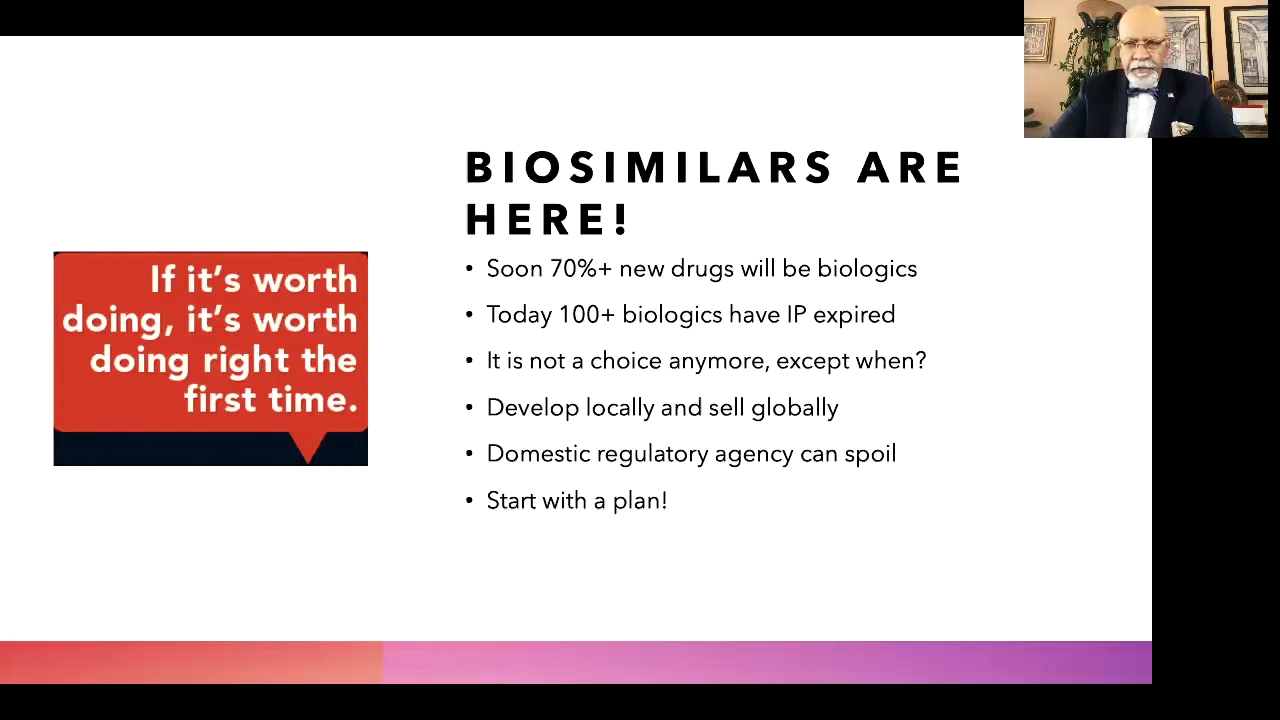 BIOSIMILARS ARE
HERE!
If it's worth
doing, it's worth
doing right the
first time.
• Soon 70%+ new drugs will be biologics
• Today 100+ biologics have IP expired
• It is not a choice anymore, except when?
• Develop locally and sell globally
• Domestic regulatory agency can spoil
• Start with a plan!